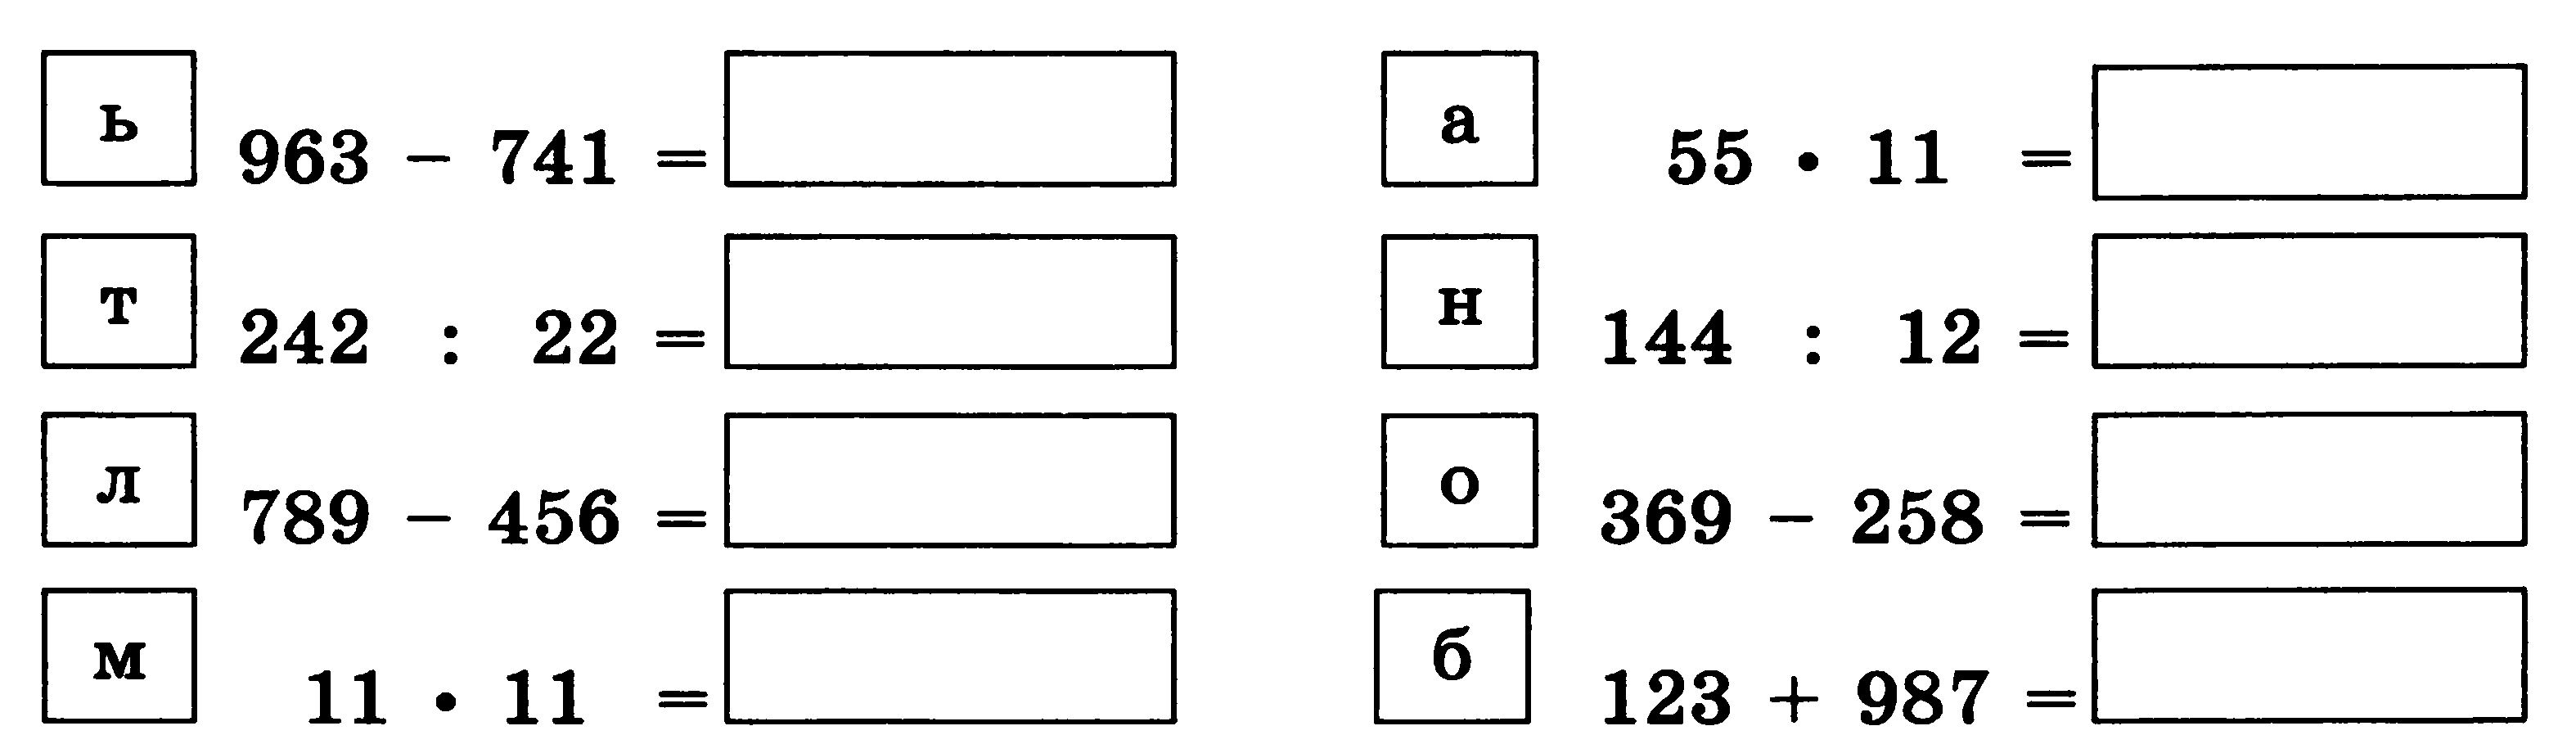 ь 963 – 741 = а 55 · 11 =
т 242 : 22 = н 144 : 12 =
л 789 – 456 = о 369 – 258 =
м 11 · 11 = б 123 + 987 =